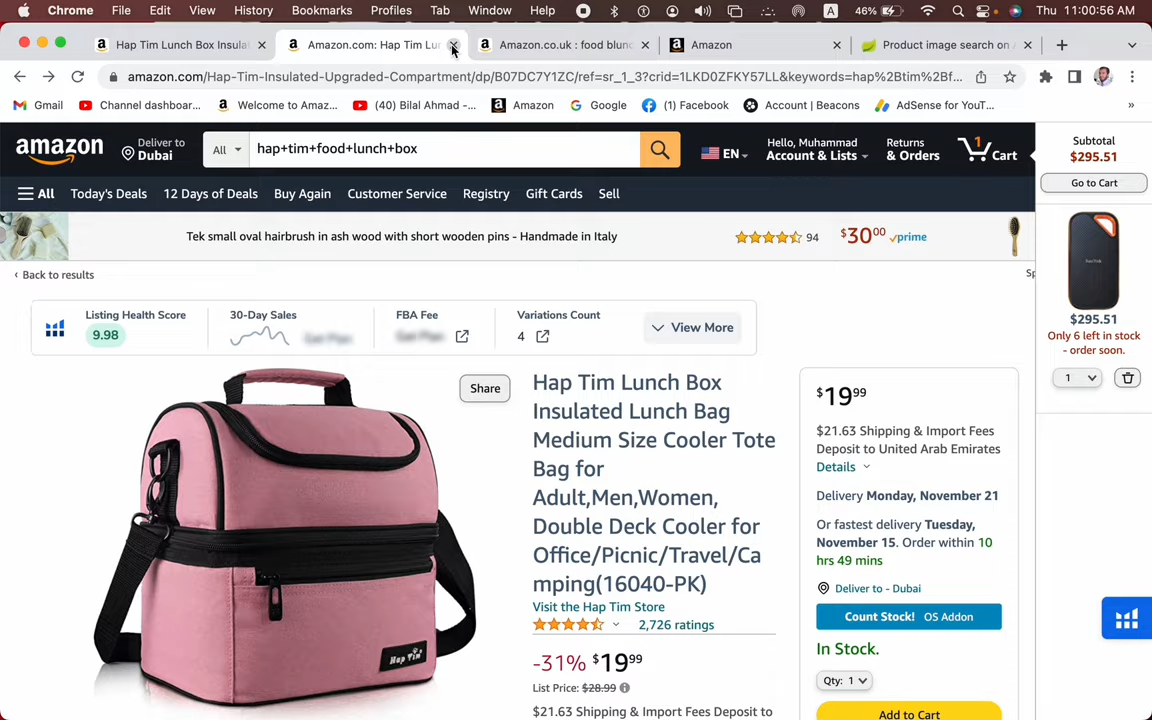 Chrome File Edit View History Bookmarks Profiles Tab Window Help A 46% Thu 11:00:56 AM
Hap Tim Lunch Box Insula Amazon.com: Hap Tim Lun Amazon.co.uk : food blun Amazon Product image search on
amazon.com/Hap-Tim-Insulated-Upgraded-Compartment/dp/B07DC7Y1ZC/ref=sr_1_3?crid=1LKD0ZFKY57LL&keywords=hap%2Btim%2Bf...
Gmail Channel dashboar... Welcome to Amaz... (40) Bilal Ahmad -... Amazon Google (1) Facebook Account | Beacons AdSense for YouT... »
amazon Deliver to
Dubai
All hap+tim+food+lunch+box
EN
Hello, Muhammad
Account & Lists
Returns
& Orders
1
Cart
Subtotal
$295.51
Go to Cart
All Today's Deals 12 Days of Deals Buy Again Customer Service Registry Gift Cards Sell
Tek small oval hairbrush in ash wood with short wooden pins - Handmade in Italy 94 $30⁰⁰ prime
‹ Back to results
Sp
SanDisk
$295.51
Only 6 left in stock
- order soon.
1
Listing Health Score
9.98
30-Day Sales
Get Plan
FBA Fee
Get Plan
Variations Count
4
View More
Share
Hap Tim Lunch Box
Insulated Lunch Bag
Medium Size Cooler Tote
Bag for
Adult,Men,Women,
Double Deck Cooler for
Office/Picnic/Travel/Ca
mping(16040-PK)
Visit the Hap Tim Store
2,726 ratings
-31% $19⁹⁹
List Price: $28.99
$21.63 Shipping & Import Fees Deposit to
Hap Tim
$19⁹⁹
$21.63 Shipping & Import Fees
Deposit to United Arab Emirates
Details
Delivery Monday, November 21
Or fastest delivery Tuesday,
November 15. Order within 10
hrs 49 mins
Deliver to - Dubai
Count Stock! OS Addon
In Stock.
Qty: 1
Add to Cart